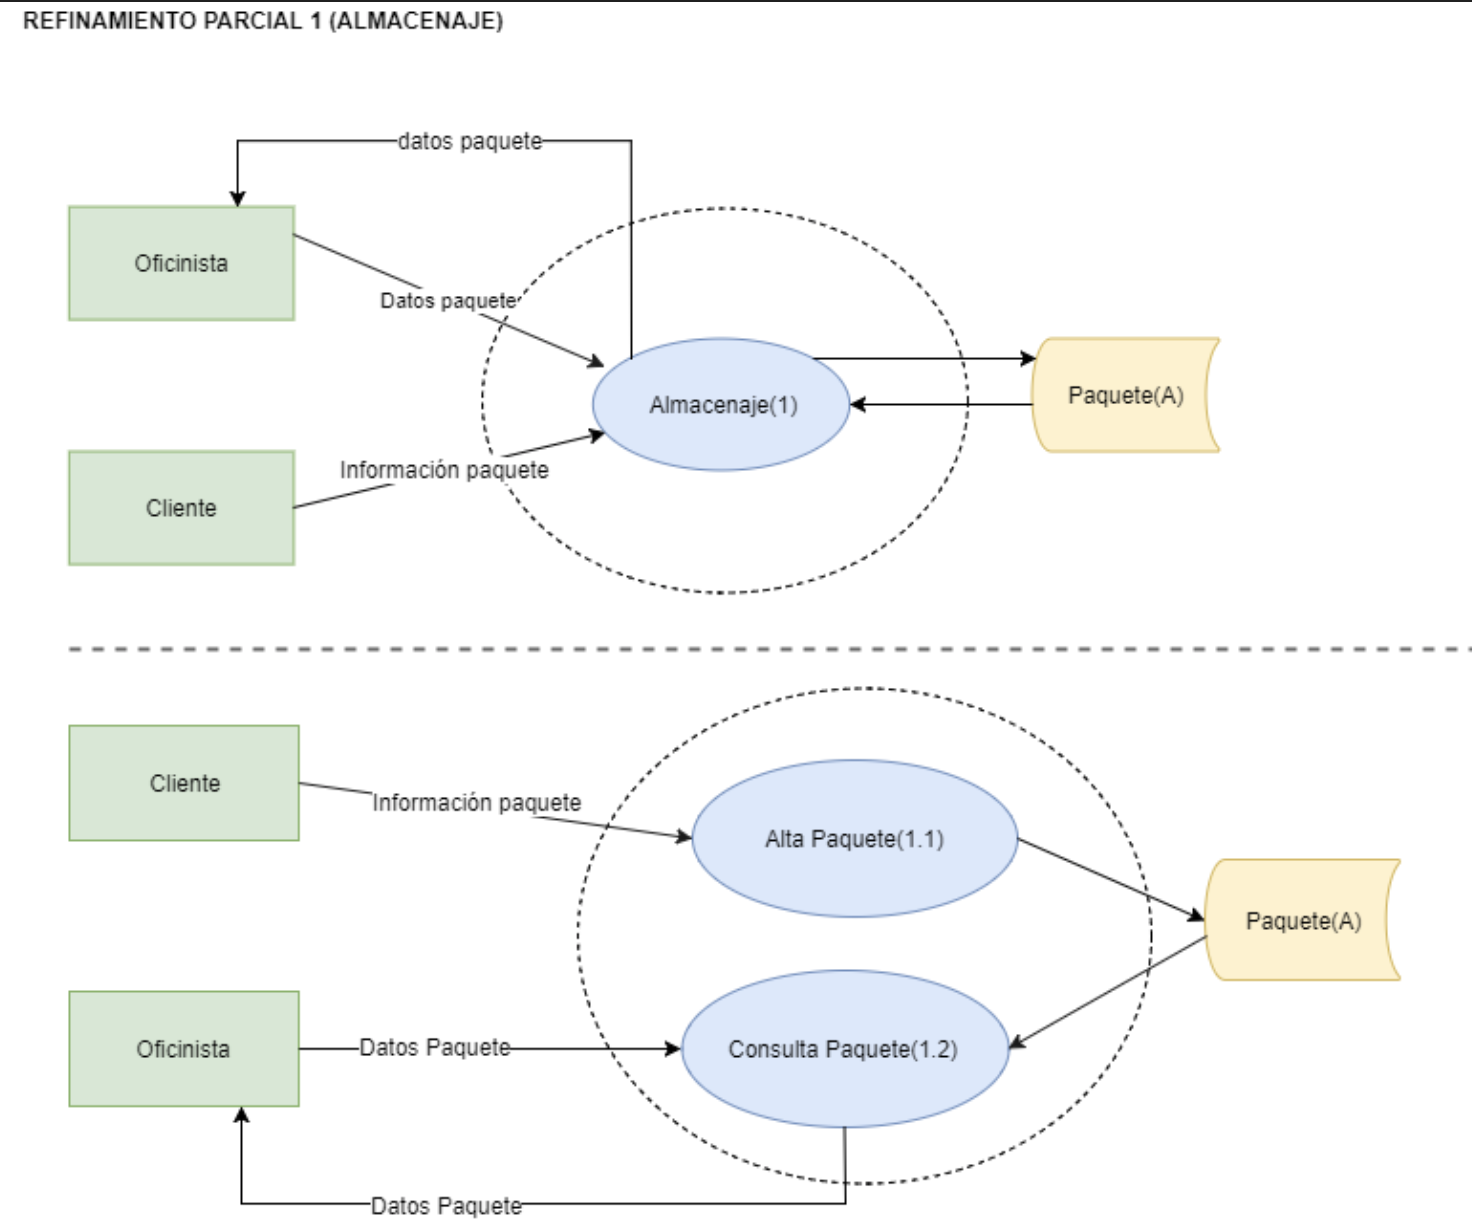 REFINAMIENTO PARCIAL 1 (ALMACENAJE)
datos paquete
Oficinista
Datos paquete
Almacenaje(1)
Paquete(A)
Información paquete
Cliente
Cliente
Información paquete
Alta Paquete(1.1)
Paquete(A)
Oficinista
Datos Paquete
Consulta Paquete(1.2)
Datos Paquete